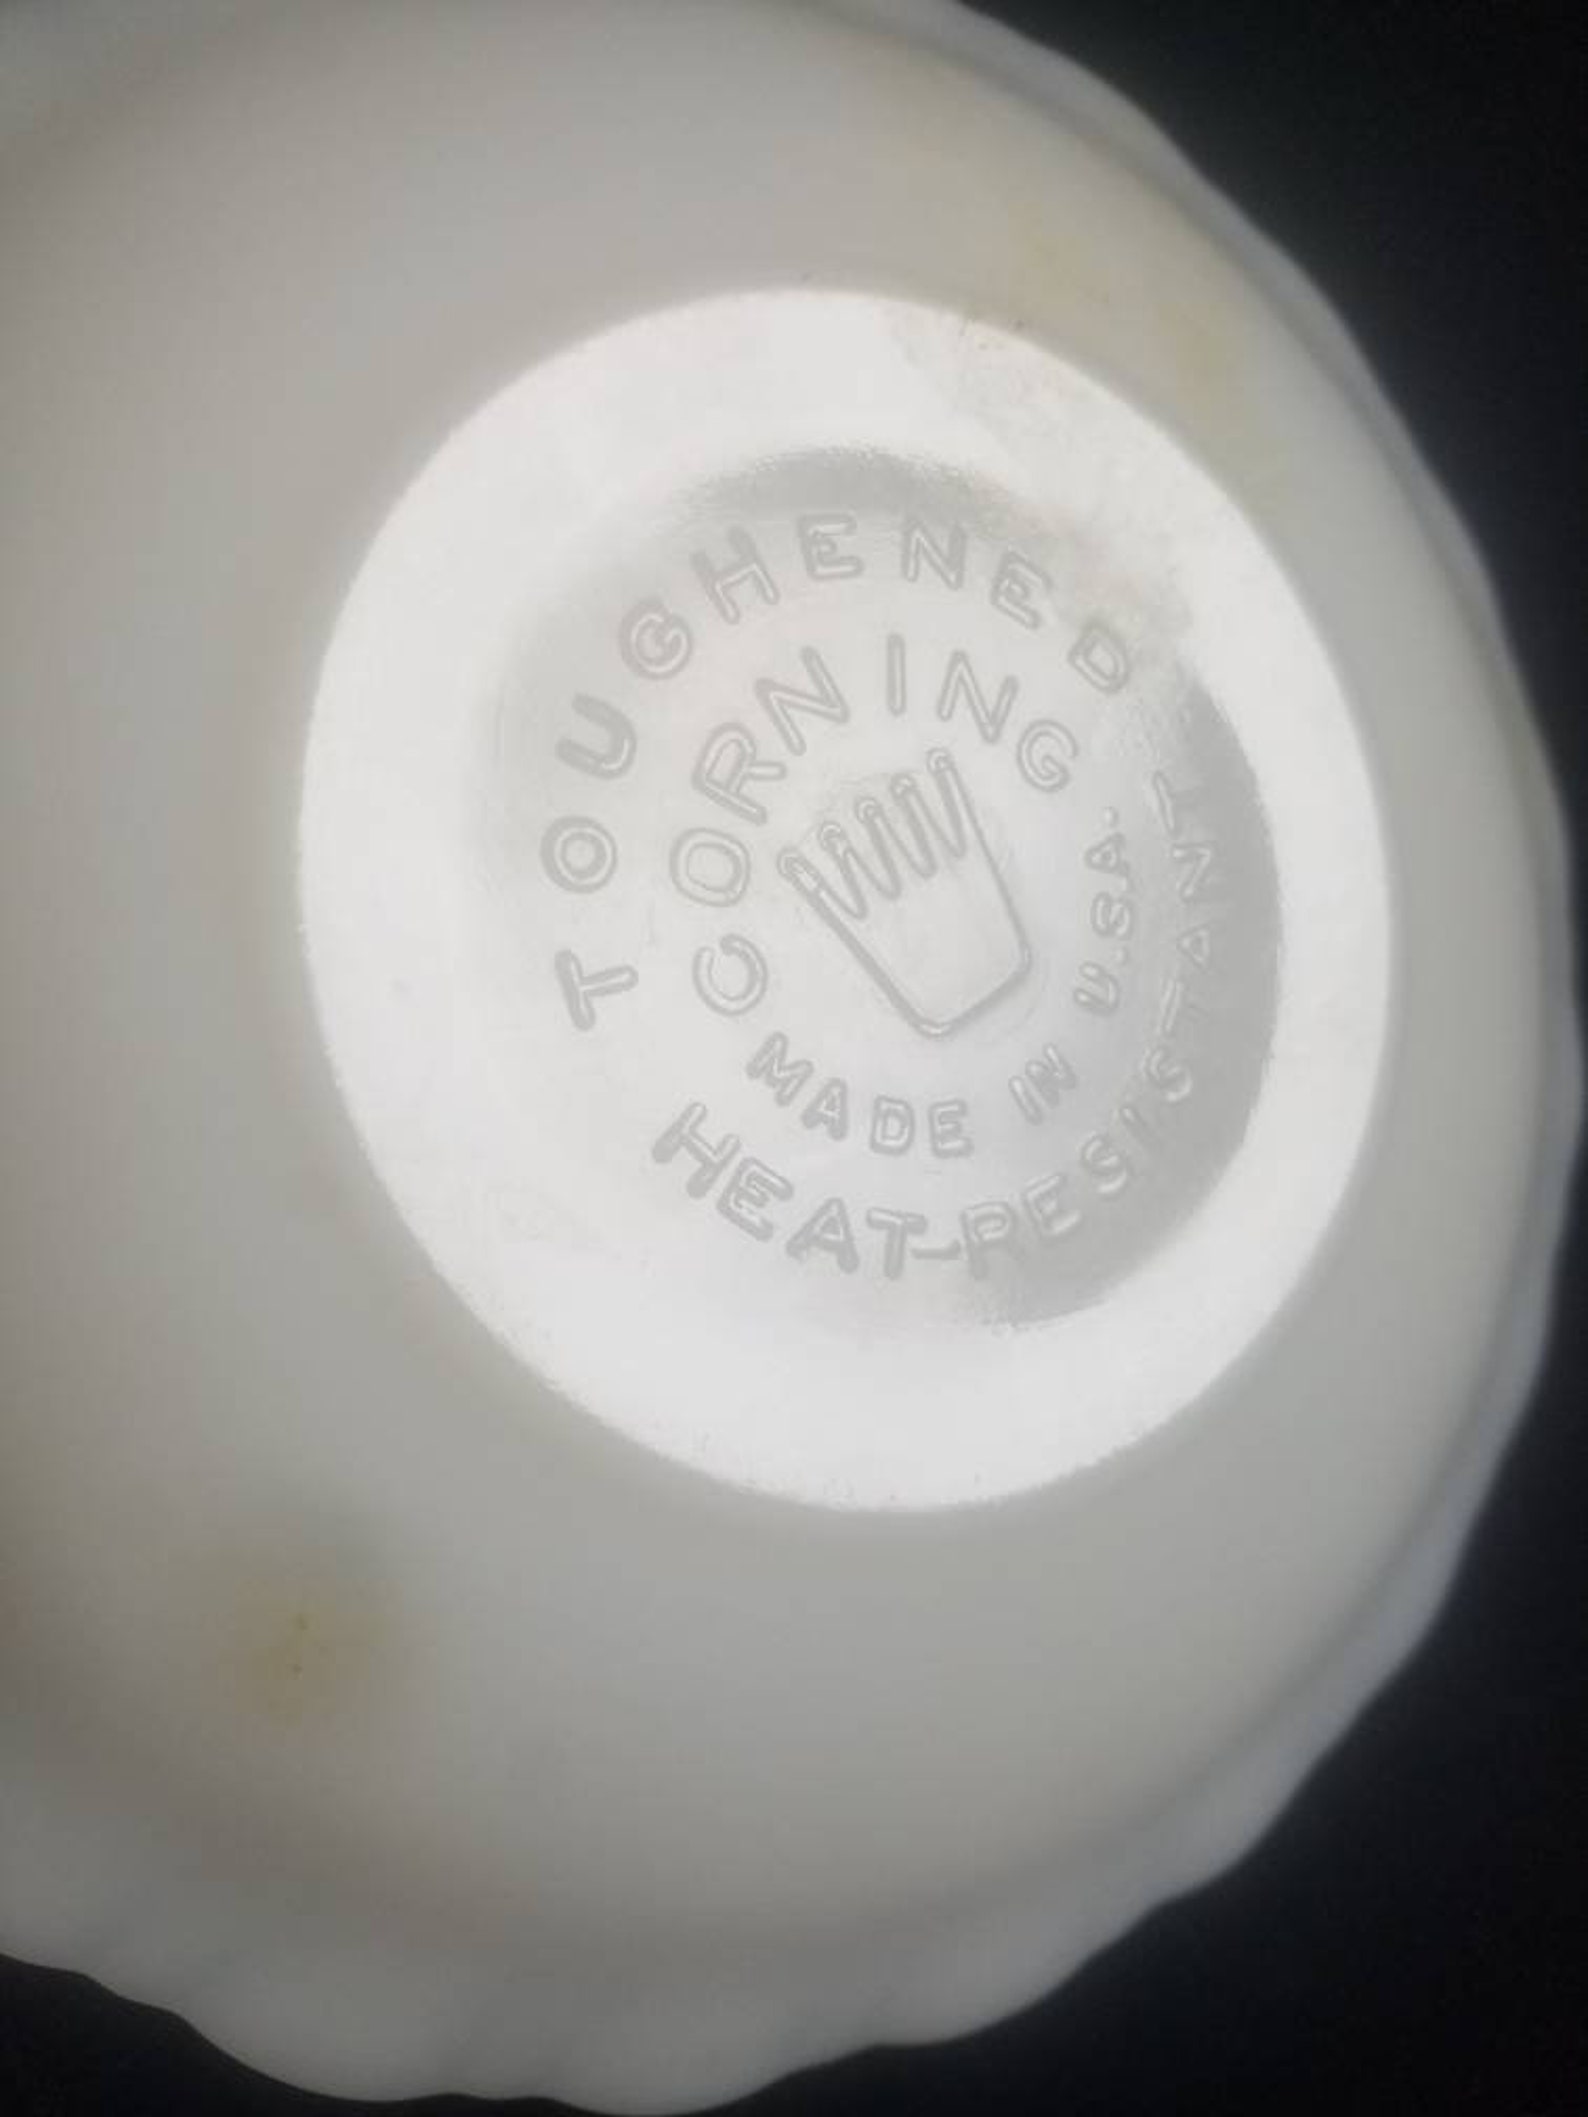 TOUGHENED
CORNING
MADE IN U.S.A.
HEAT-RESISTANT